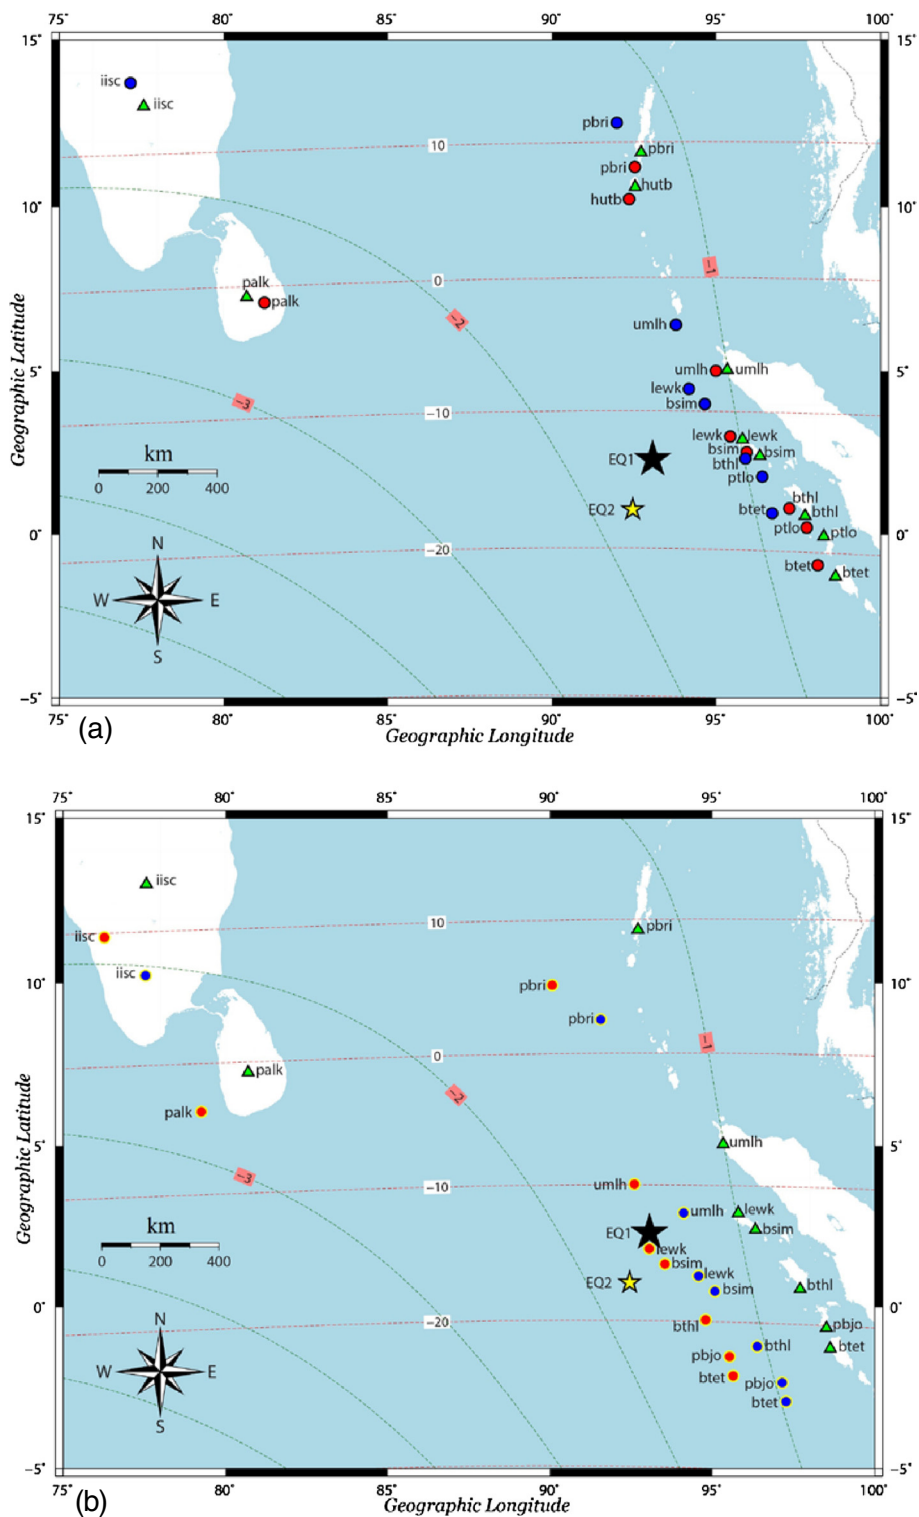 75° 80° 85° 90° 95° 100°
15° 15°
iisc
iisc
pbri
pbri
10
pbri
hutb
hutb
10° 10°
palk
palk
0
−1
−2
umlh
umlh umlh
5° 5°
lewk
bsim
−3
−10
lewk lewk
bsim bsim
bthl
EQ1
ptlo
km
0 200 400
bthl
btet bthl
EQ2
ptlo ptlo
0° 0°
−20
btet btet
N
W E
S
−5° −5°
75° 80° 85° 90° 95° 100°
Geographic Longitude
Geographic Latitude
(a)
75° 80° 85° 90° 95° 100°
15° 15°
iisc
10
pbri
iisc
iisc
10° 10°
pbri
pbri
0
−1
palk
−2
palk
5° 5°
umlh
−3
−10
umlh
umlh lewk
bsim
EQ1
km
0 200 400
lewk
bsim
lewk
EQ2
bsim bthl
0° 0°
−20
bthl pbjo
bthl btet
pbjo
btet pbjo
btet
N
W E
S
−5° −5°
75° 80° 85° 90° 95° 100°
Geographic Longitude
Geographic Latitude
(b)